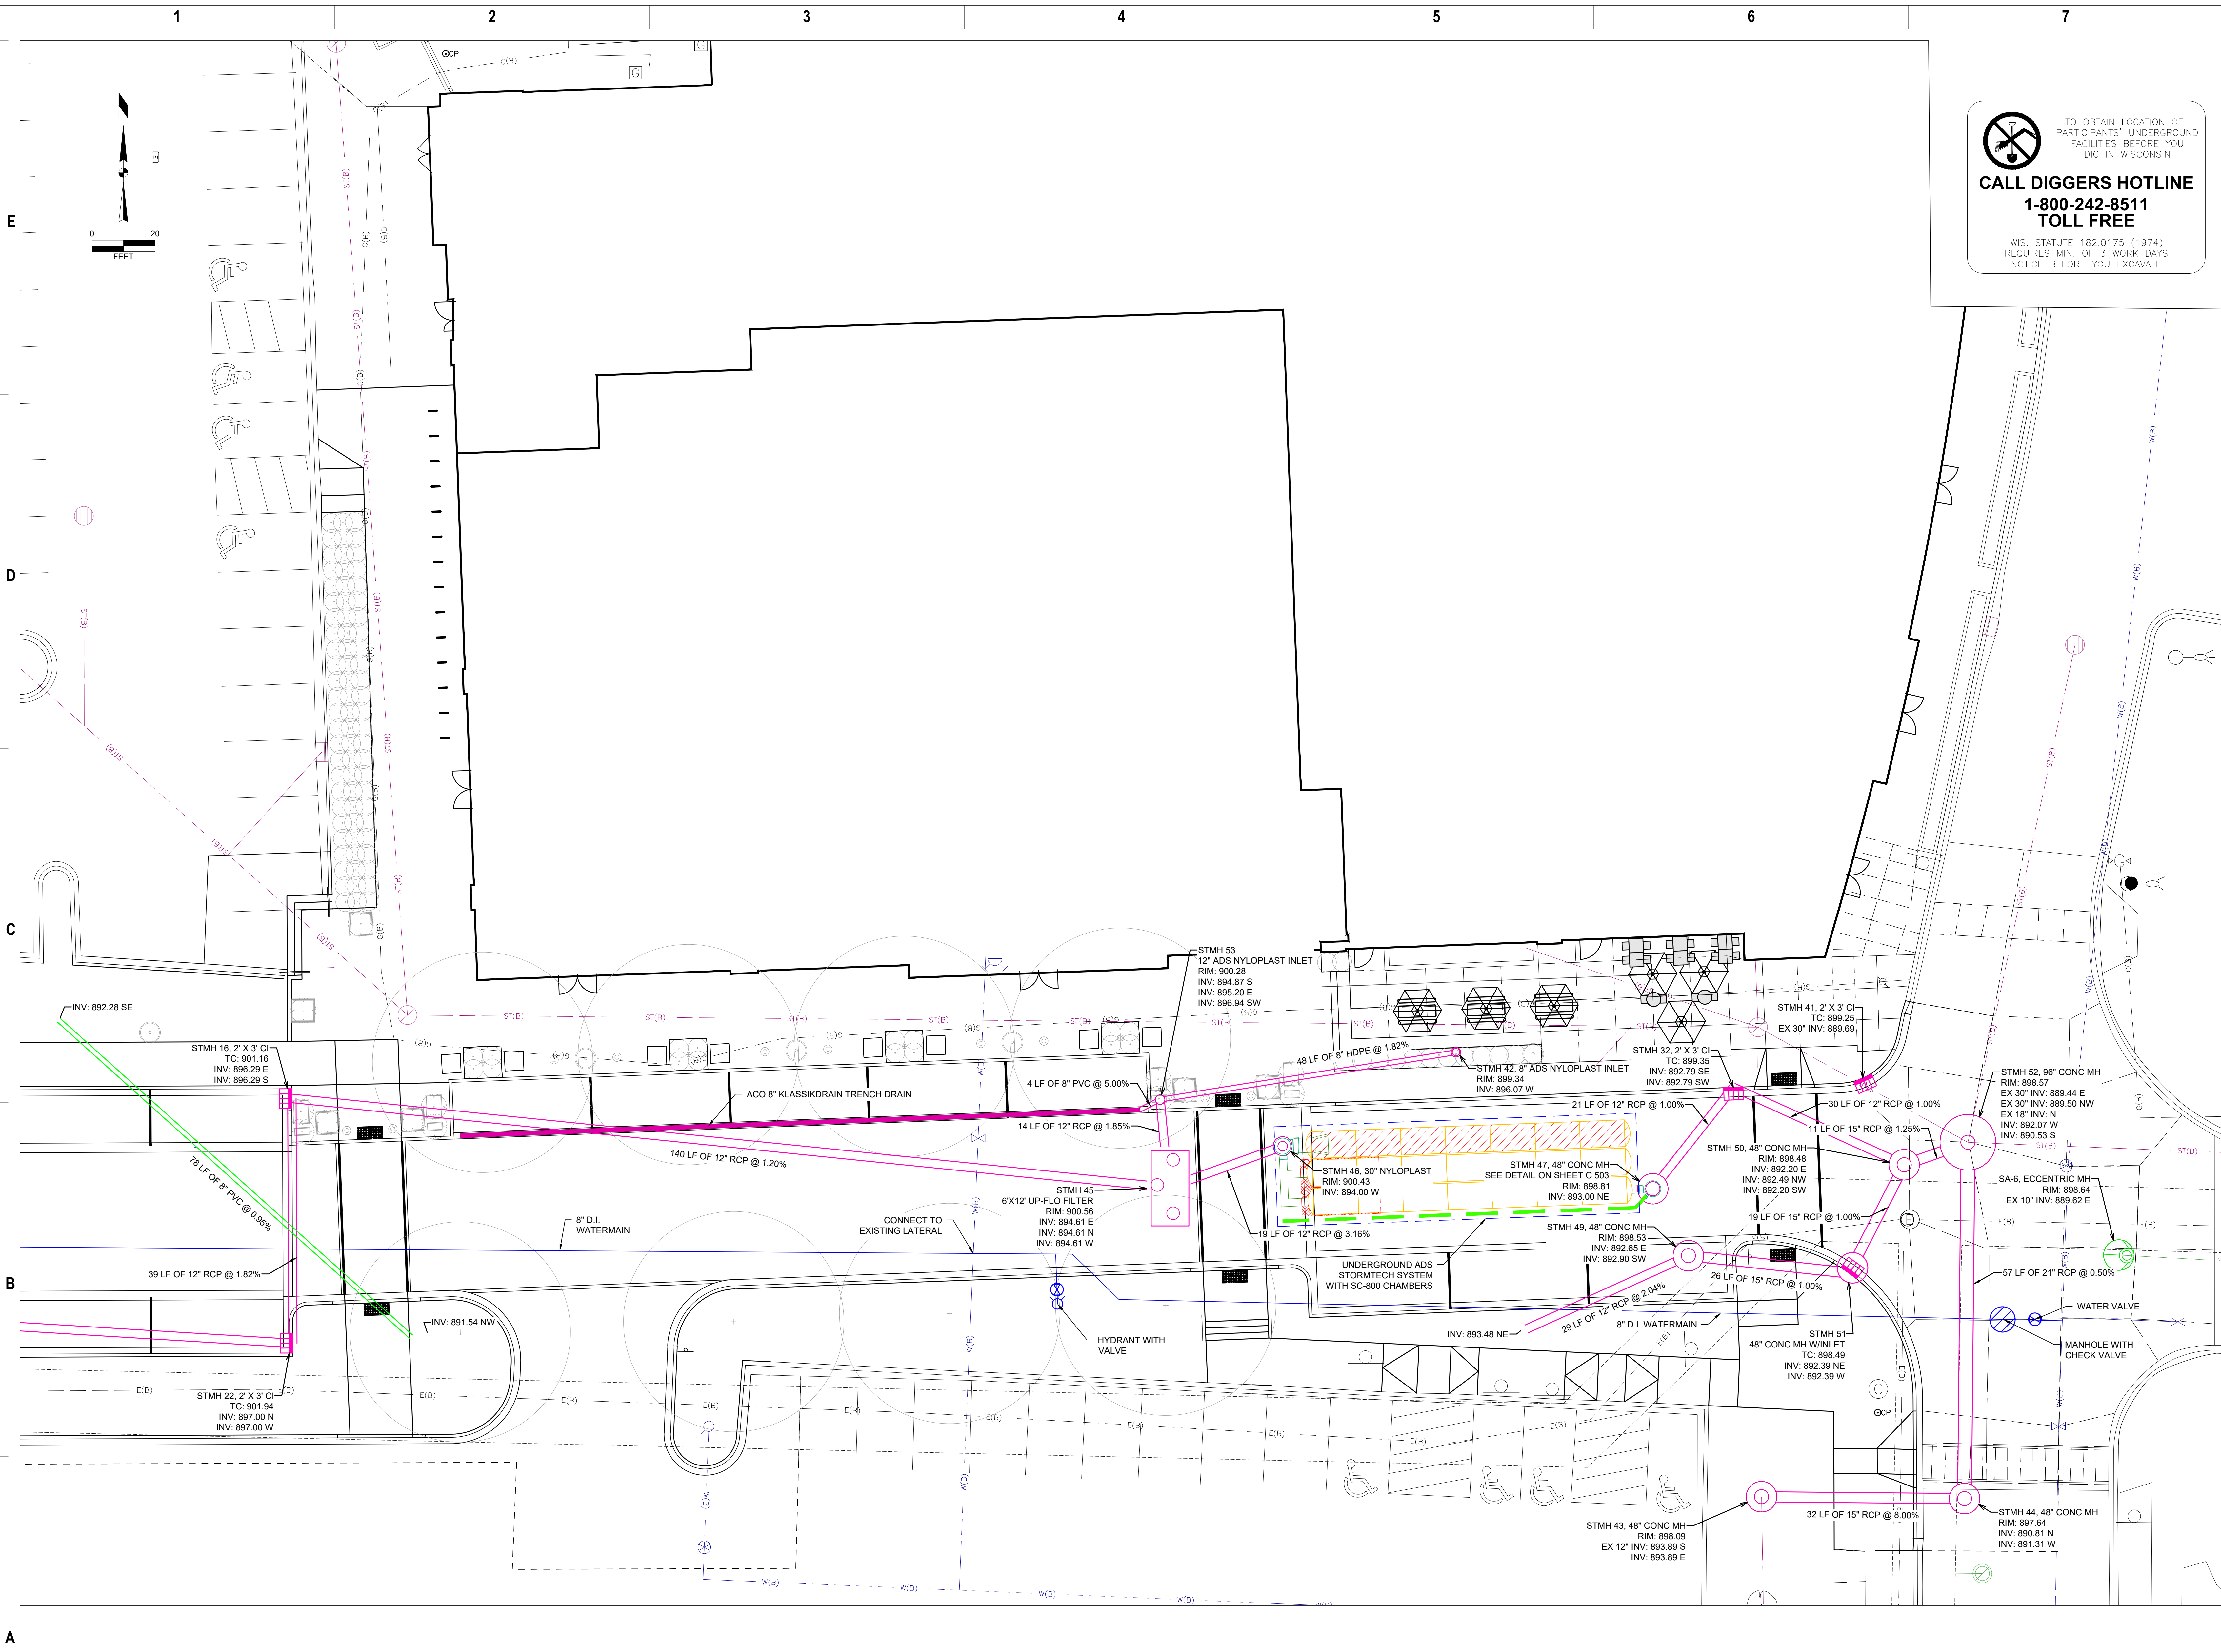 1
2
3
4
5
6
7
E
D
C
B
A
0 20
FEET
E
CP
G(B)
G
G
TO OBTAIN LOCATION OF
PARTICIPANTS' UNDERGROUND
FACILITIES BEFORE YOU
DIG IN WISCONSIN
CALL DIGGERS HOTLINE
1-800-242-8511
TOLL FREE
WIS. STATUTE 182.0175 (1974)
REQUIRES MIN. OF 3 WORK DAYS
NOTICE BEFORE YOU EXCAVATE
ST(B)
G(B)
E(B)
W(B)
INV: 892.28 SE
STMH 16, 2' X 3' CI
TC: 901.16
INV: 896.29 E
INV: 896.29 S
78 LF OF 8" PVC @ 0.95%
39 LF OF 12" RCP @ 1.82%
INV: 891.54 NW
STMH 22, 2' X 3' CI
TC: 901.94
INV: 897.00 N
INV: 897.00 W
ACO 8" KLASSIKDRAIN TRENCH DRAIN
140 LF OF 12" RCP @ 1.20%
8" D.I.
WATERMAIN
CONNECT TO
EXISTING LATERAL
4 LF OF 8" PVC @ 5.00%
14 LF OF 12" RCP @ 1.85%
STMH 53
12" ADS NYLOPLAST INLET
RIM: 900.28
INV: 894.87 S
INV: 895.20 E
INV: 896.94 SW
STMH 45
6'X12' UP-FLO FILTER
RIM: 900.56
INV: 894.61 E
INV: 894.61 N
INV: 894.61 W
HYDRANT WITH
VALVE
19 LF OF 12" RCP @ 3.16%
48 LF OF 8" HDPE @ 1.82%
STMH 42, 8" ADS NYLOPLAST INLET
RIM: 899.34
INV: 896.07 W
STMH 46, 30" NYLOPLAST
RIM: 900.43
INV: 894.00 W
STMH 47, 48" CONC MH
SEE DETAIL ON SHEET C 503
RIM: 898.81
INV: 893.00 NE
UNDERGROUND ADS
STORMTECH SYSTEM
WITH SC-800 CHAMBERS
STMH 49, 48" CONC MH
RIM: 898.53
INV: 892.65 E
INV: 892.90 SW
INV: 893.48 NE
29 LF OF 12" RCP @ 2.04%
8" D.I. WATERMAIN
26 LF OF 15" RCP @ 1.00%
STMH 32, 2' X 3' CI
TC: 899.35
INV: 892.79 SE
INV: 892.79 SW
21 LF OF 12" RCP @ 1.00%
STMH 41, 2' X 3' CI
TC: 899.25
EX 30" INV: 889.69
30 LF OF 12" RCP @ 1.00%
11 LF OF 15" RCP @ 1.25%
STMH 50, 48" CONC MH
RIM: 898.48
INV: 892.20 E
INV: 892.49 NW
INV: 892.20 SW
19 LF OF 15" RCP @ 1.00%
STMH 51
48" CONC MH W/INLET
TC: 898.49
INV: 892.39 NE
INV: 892.39 W
STMH 52, 96" CONC MH
RIM: 898.57
EX 30" INV: 889.44 E
EX 30" INV: 889.50 NW
EX 18" INV: N
INV: 892.07 W
INV: 890.53 S
SA-6, ECCENTRIC MH
RIM: 898.64
EX 10" INV: 889.62 E
57 LF OF 21" RCP @ 0.50%
WATER VALVE
MANHOLE WITH
CHECK VALVE
STMH 43, 48" CONC MH
RIM: 898.09
EX 12" INV: 893.89 S
INV: 893.89 E
32 LF OF 15" RCP @ 8.00%
STMH 44, 48" CONC MH
RIM: 897.64
INV: 890.81 N
INV: 891.31 W
C
CP
E
G